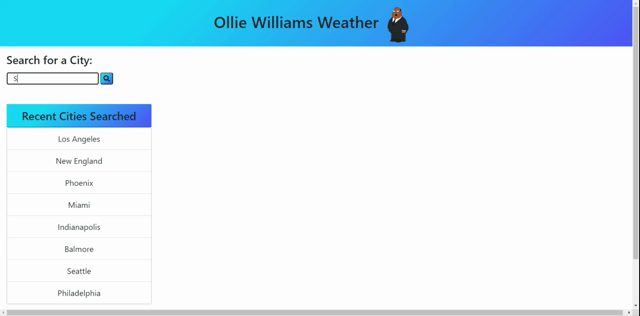 Ollie Williams Weather
Search for a City:
S
Recent Cities Searched
Los Angeles
New England
Phoenix
Miami
Indianapolis
Balmore
Seattle
Philadelphia